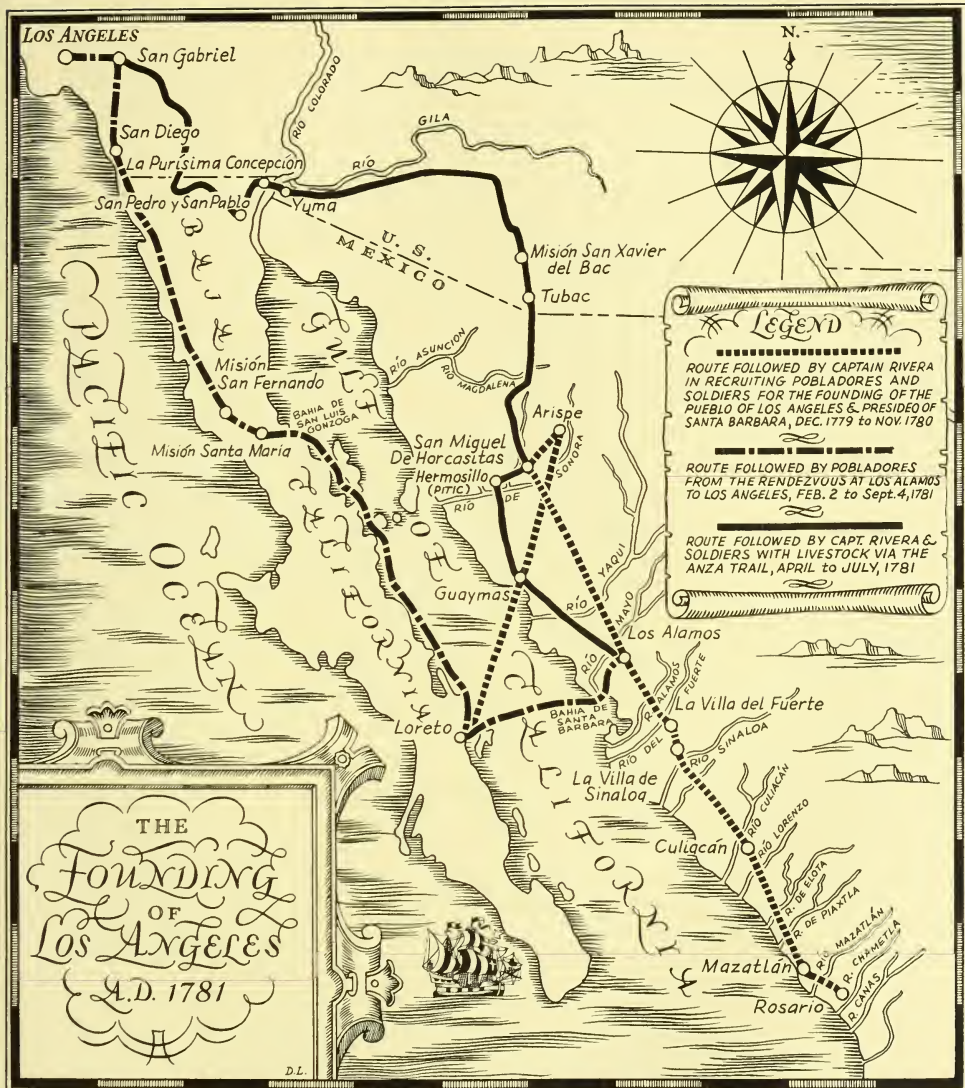 LOS ANGELES
San Gabriel
San Diego
La Purísima Concepción
San Pedro y San Pablo
Yuma
RÍO COLORADO
RÍO GILA
N.
U. S.
MEXICO
Misión San Xavier
del Bac
Tubac
BAJA CALIFORNIA
PACIFIC OCEAN
GULF OF CALIFORNIA
RÍO ASUNCION
RÍO MAGDALENA
Misión
San Fernando
BAHIA DE
SAN LUIS
GONZOGA
Misión Santa Maria
Arispe
San Miguel
De Horcasitas
Hermosillo
(PITIC)
RÍO DE SONORA
Guaymas
RÍO YAQUI
RÍO MAYO
Los Alamos
R. ALAMOS
RÍO DEL FUERTE
La Villa del Fuerte
BAHIA DE
SANTA
BARBARA
Loreto
La Villa de
Sinaloa
RIO SINALOA
Culiacán
RÍO CULIACÁN
RÍO LORENZO
R. DE ELOTA
R. DE PIAXTLA
Mazatlán
RÍO MAZATLÁN
R. CHAMETLA
Rosario
R. CANAS
LEGEND
ROUTE FOLLOWED BY CAPTAIN RIVERA
IN RECRUITING POBLADORES AND
SOLDIERS FOR THE FOUNDING OF THE
PUEBLO OF LOS ANGELES & PRESIDEO OF
SANTA BARBARA, DEC. 1779 to NOV. 1780
ROUTE FOLLOWED BY POBLADORES
FROM THE RENDEZVOUS AT LOS ALAMOS
TO LOS ANGELES, FEB. 2 to Sept. 4, 1781
ROUTE FOLLOWED BY CAPT. RIVERA &
SOLDIERS WITH LIVESTOCK VIA THE
ANZA TRAIL, APRIL to JULY, 1781
THE
FOUNDING
OF
LOS ANGELES
A.D. 1781
D.L.